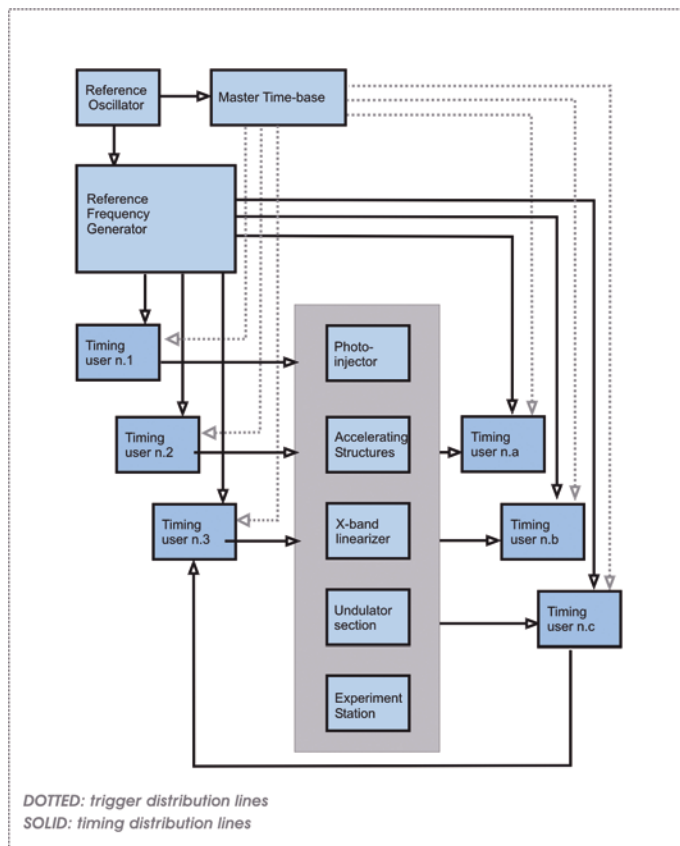 Reference
Oscillator
Master Time-base
Reference
Frequency
Generator
Timing
user n.1
Photo-
injector
Timing
user n.2
Accelerating
Structures
Timing
user n.a
Timing
user n.3
X-band
linearizer
Timing
user n.b
Undulator
section
Timing
user n.c
Experiment
Station
DOTTED: trigger distribution lines
SOLID: timing distribution lines